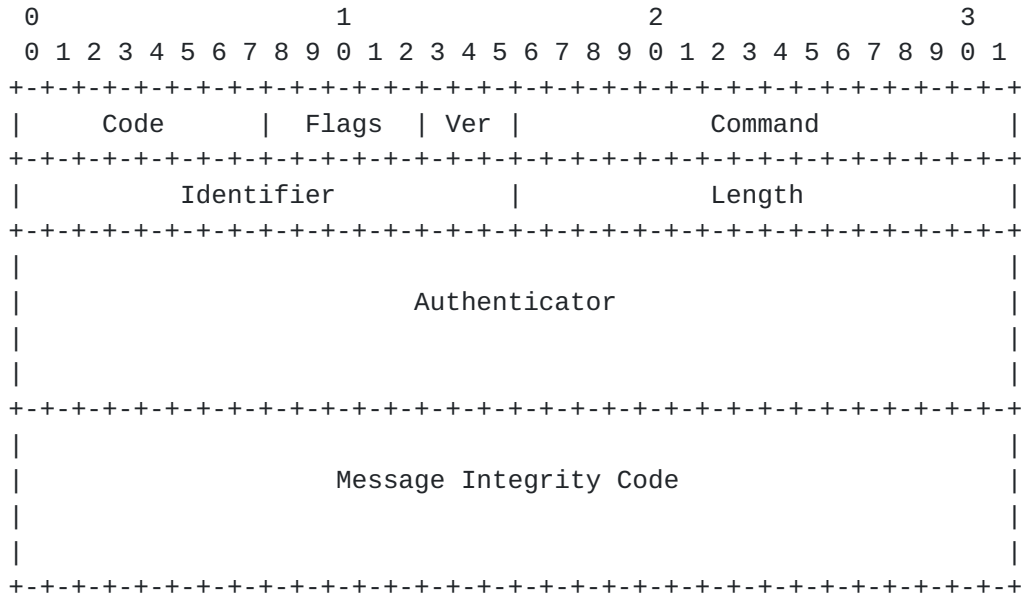 0                   1                   2                   3
 0 1 2 3 4 5 6 7 8 9 0 1 2 3 4 5 6 7 8 9 0 1 2 3 4 5 6 7 8 9 0 1
+-+-+-+-+-+-+-+-+-+-+-+-+-+-+-+-+-+-+-+-+-+-+-+-+-+-+-+-+-+-+-+-+
|     Code      |  Flags  | Ver |            Command            |
+-+-+-+-+-+-+-+-+-+-+-+-+-+-+-+-+-+-+-+-+-+-+-+-+-+-+-+-+-+-+-+-+
|          Identifier           |            Length             |
+-+-+-+-+-+-+-+-+-+-+-+-+-+-+-+-+-+-+-+-+-+-+-+-+-+-+-+-+-+-+-+-+
|                                                               |
|                         Authenticator                         |
|                                                               |
|                                                               |
+-+-+-+-+-+-+-+-+-+-+-+-+-+-+-+-+-+-+-+-+-+-+-+-+-+-+-+-+-+-+-+-+
|                                                               |
|                    Message Integrity Code                     |
|                                                               |
|                                                               |
+-+-+-+-+-+-+-+-+-+-+-+-+-+-+-+-+-+-+-+-+-+-+-+-+-+-+-+-+-+-+-+-+